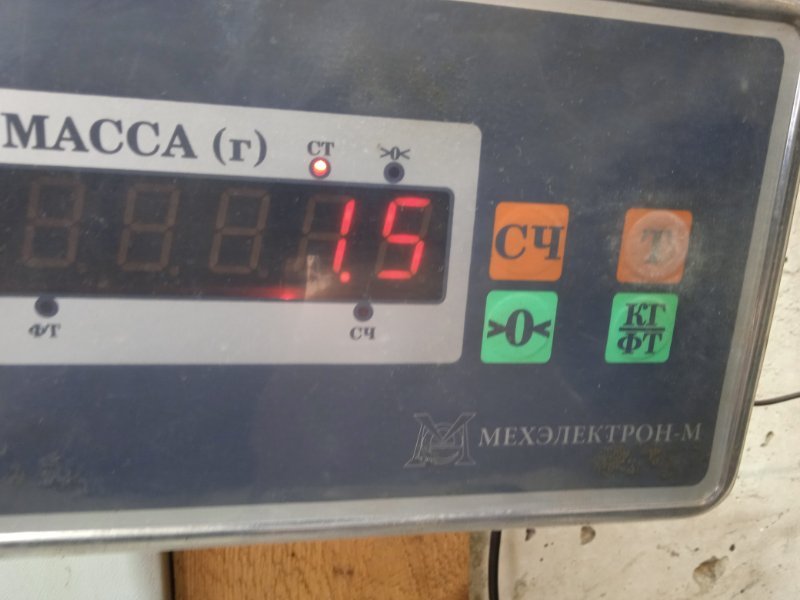 МАССА (г)
СТ
>0<
1.5
ФТ
СЧ
СЧ
Т
>0<
КГ
ФТ
МЕХЭЛЕКТРОН-М